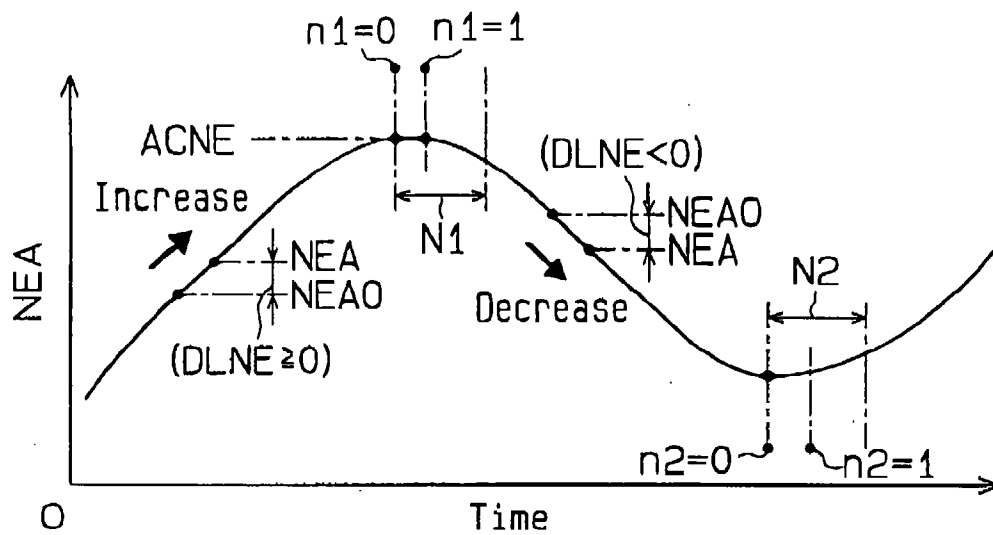 n1=0 n1=1
ACNE
(DLNE<0)
Increase
NEAO
N1
NEA
NEA
NEAO
N2
Decrease
NEA
(DLNE≧0)
n2=0 n2=1
O
Time